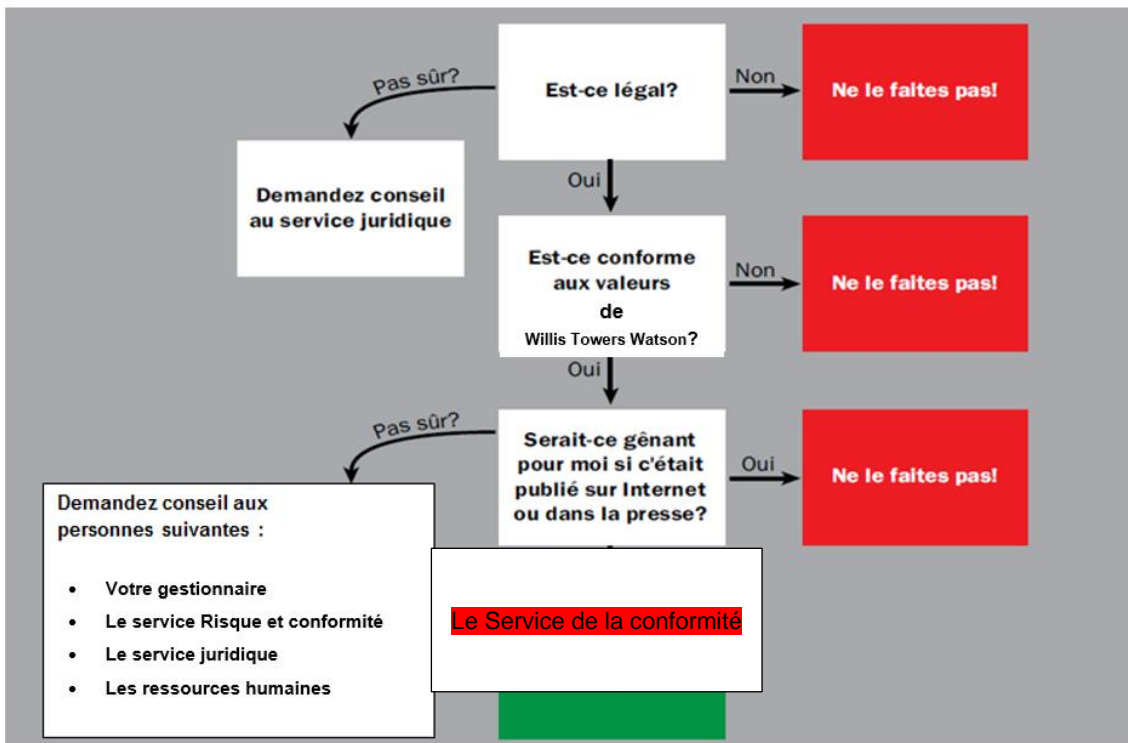 Pas sûr?
Est-ce légal?
Non
Ne le faites pas!
Demandez conseil
au service juridique
Oui
Est-ce conforme
aux valeurs
de
Willis Towers Watson?
Non
Ne le faites pas!
Oui
Pas sûr?
Serait-ce gênant
pour moi si c'était
publié sur Internet
ou dans la presse?
Oui
Ne le faites pas!
Demandez conseil aux
personnes suivantes :
• Votre gestionnaire
• Le service Risque et conformité
• Le service juridique
• Les ressources humaines
Le Service de la conformité